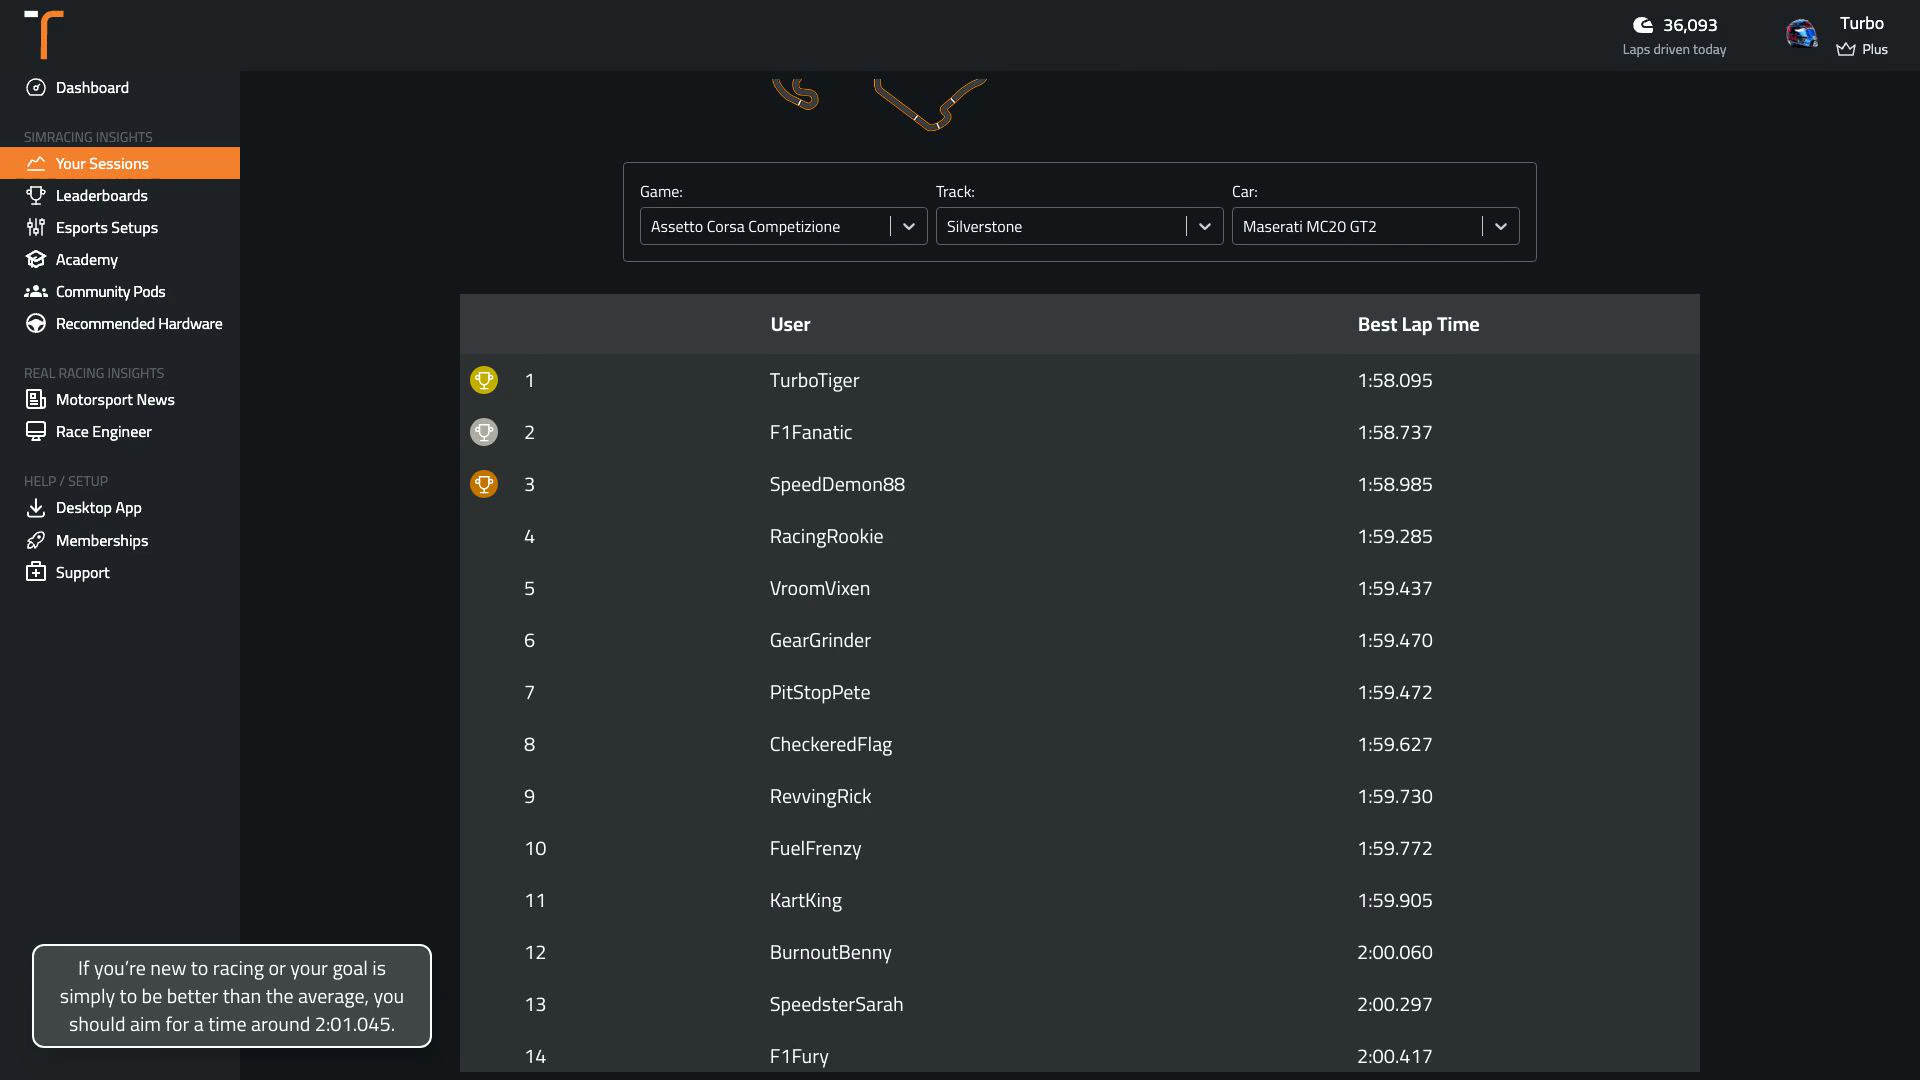 36,093
Laps driven today
Turbo
Plus
Dashboard
SIMRACING INSIGHTS
Your Sessions
Leaderboards
Esports Setups
Academy
Community Pods
Recommended Hardware
REAL RACING INSIGHTS
Motorsport News
Race Engineer
HELP / SETUP
Desktop App
Memberships
Support
If you’re new to racing or your goal is
simply to be better than the average, you
should aim for a time around 2:01.045.
Game: Track: Car:
Assetto Corsa Competizione Silverstone Maserati MC20 GT2
User Best Lap Time
1 TurboTiger 1:58.095
2 F1Fanatic 1:58.737
3 SpeedDemon88 1:58.985
4 RacingRookie 1:59.285
5 VroomVixen 1:59.437
6 GearGrinder 1:59.470
7 PitStopPete 1:59.472
8 CheckeredFlag 1:59.627
9 RevvingRick 1:59.730
10 FuelFrenzy 1:59.772
11 KartKing 1:59.905
12 BurnoutBenny 2:00.060
13 SpeedsterSarah 2:00.297
14 F1Fury 2:00.417